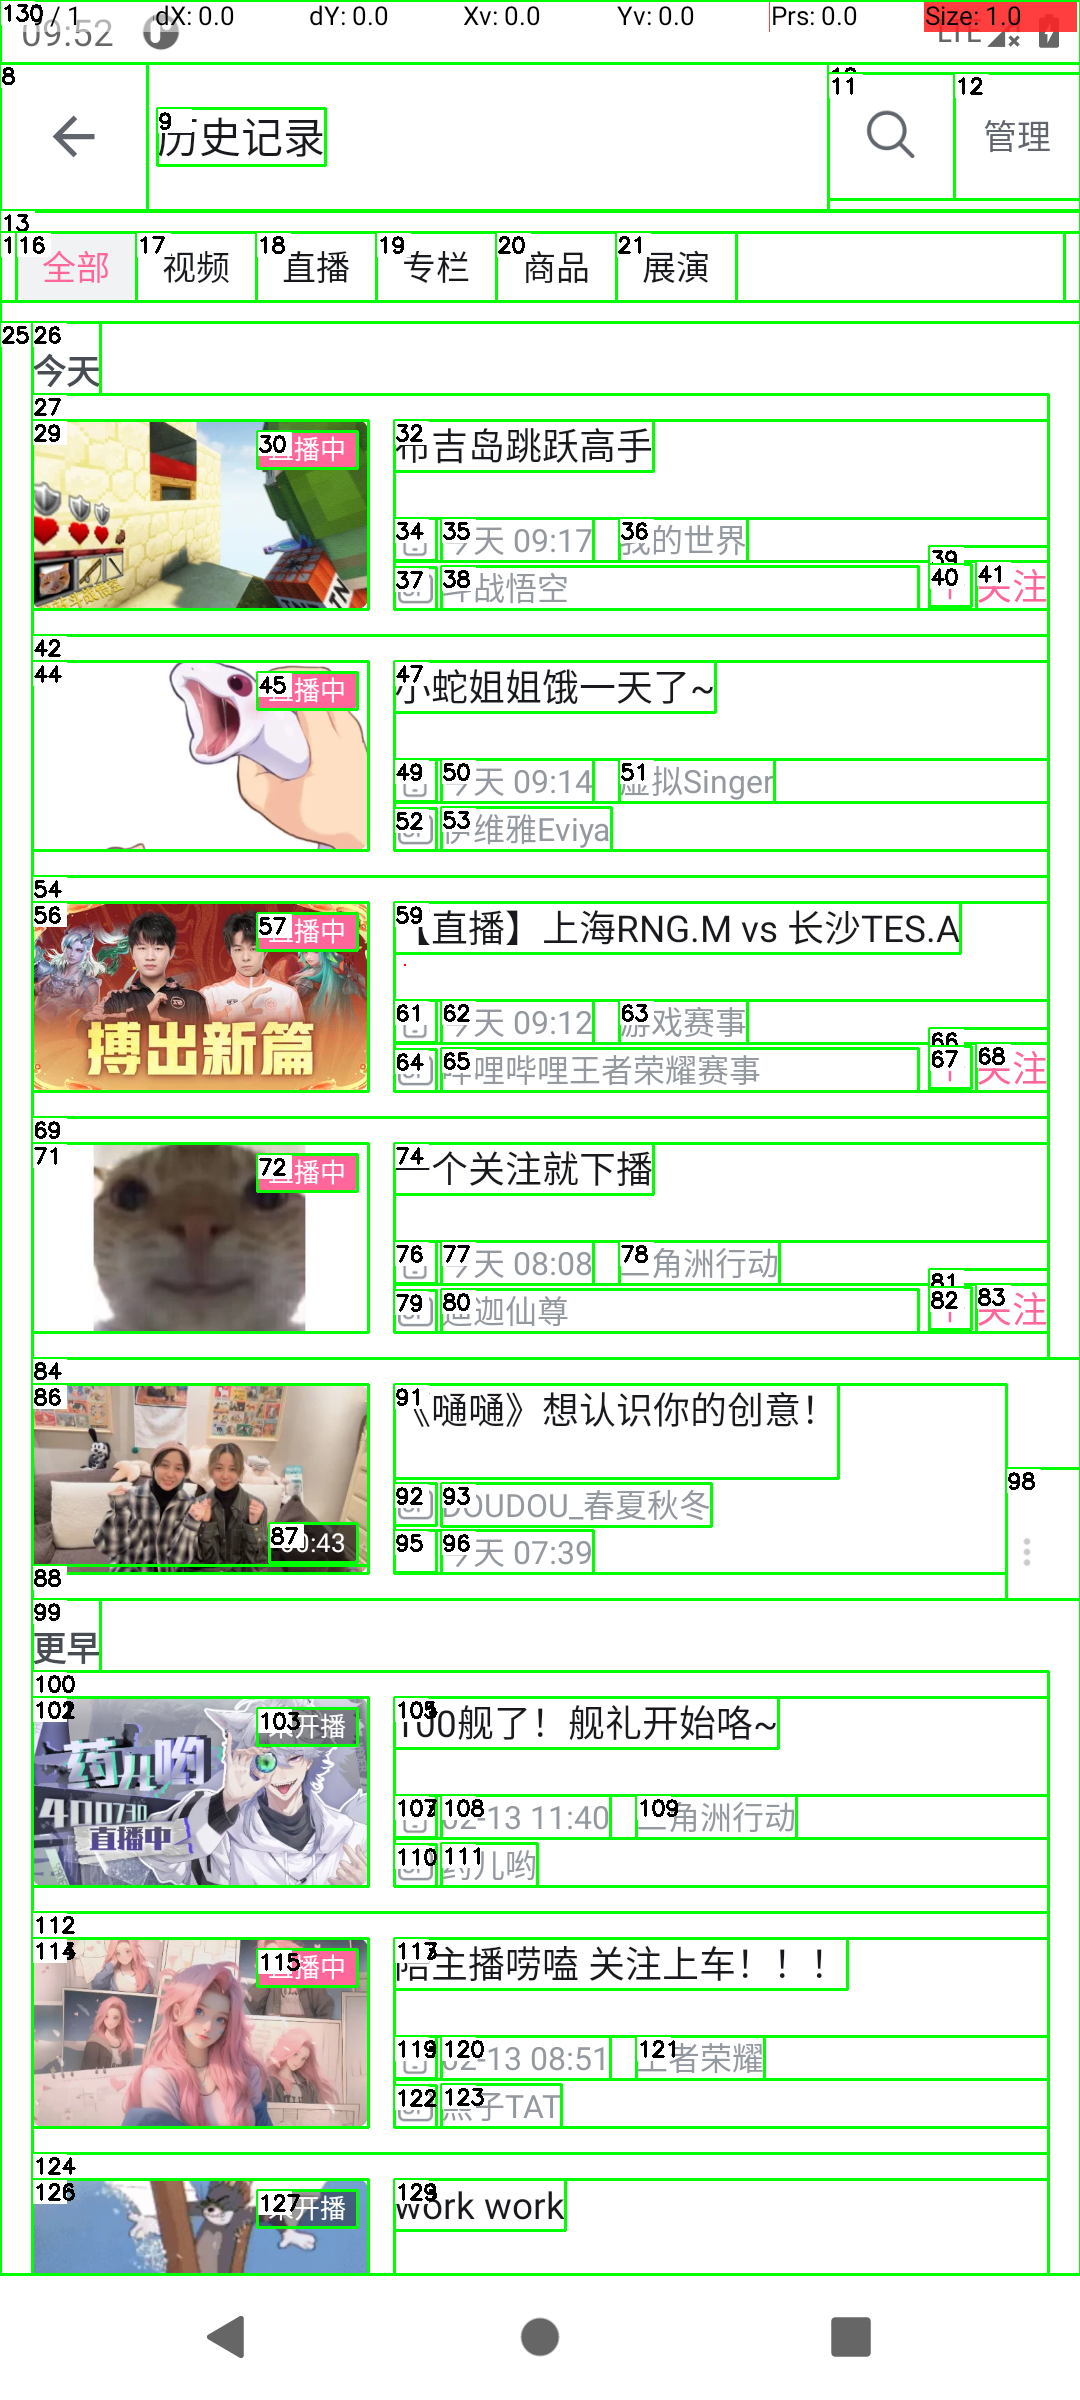 130 / 1 dX: 0.0 dY: 0.0 Xv: 0.0 Yv: 0.0 Prs: 0.0 Size: 1.0
09:52 LTE
8
9 历史记录
11
12 管理
13
16 全部 17 视频 18 直播 19 专栏 20 商品 21 展演
25 26
今天
27
29 30 直播中
32 布吉岛跳跃高手
34 35 今天 09:17 36 我的世界
37 38 斗战悟空 39 40 41 关注
42
44 45 直播中
47 小蛇姐姐饿一天了~
49 50 今天 09:14 51 虚拟Singer
52 53 伊维雅Eviya
54
56 57 直播中
搏出新篇
59 【直播】上海RNG.M vs 长沙TES.A
61 62 今天 09:12 63 游戏赛事
64 65 哔哩哔哩王者荣耀赛事 66 67 68 关注
69
71 72 直播中
74 一个关注就下播
76 77 今天 08:08 78 三角洲行动
79 80 迦仙尊 81 82 83 关注
84
86 87 00:43
88
91 《嗵嗵》想认识你的创意！
92 93 DOUDOU_春夏秋冬
95 96 今天 07:39
98
99
更早
100
102 103 未开播
药儿哟
400
直播中
105 100舰了！舰礼开始咯~
107 108 02-13 11:40 109 三角洲行动
110 111 药儿哟
112
114 115 直播中
117 陪主播唠嗑 关注上车！！！
119 120 02-13 08:51 121 王者荣耀
122 123 子TAT
124
126 127 未开播
129 work work